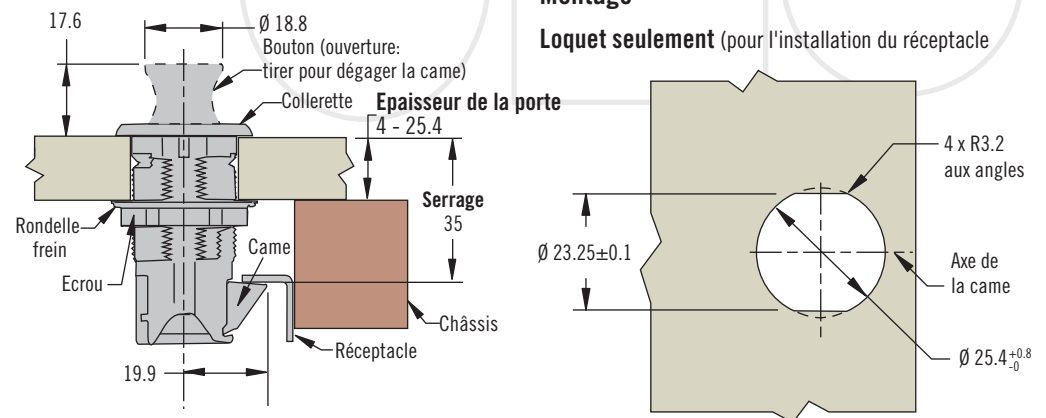 Montage
Loquet seulement (pour l'installation du réceptacle
17.6
Ø 18.8
Bouton (ouverture:
tirer pour dégager la came)
Collerette
Epaisseur de la porte
4 - 25.4
Serrage
35
Rondelle
frein
Ecrou
Came
Châssis
Réceptacle
19.9
4 x R3.2
aux angles
Ø 23.25±0.1
Axe de
la came
Ø 25.4 +0.8
-0